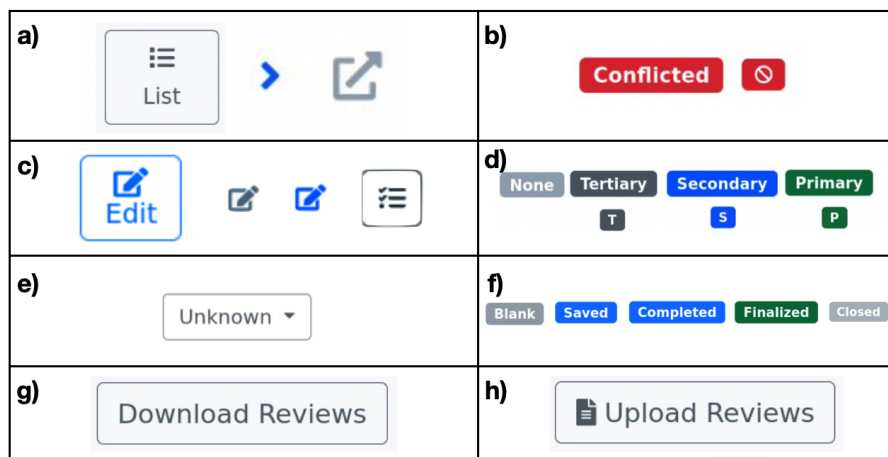 a)
List
b)
Conflicted
c)
Edit
d)
None Tertiary Secondary Primary
T S P
e)
Unknown
f)
Blank Saved Completed Finalized Closed
g)
Download Reviews
h)
Upload Reviews